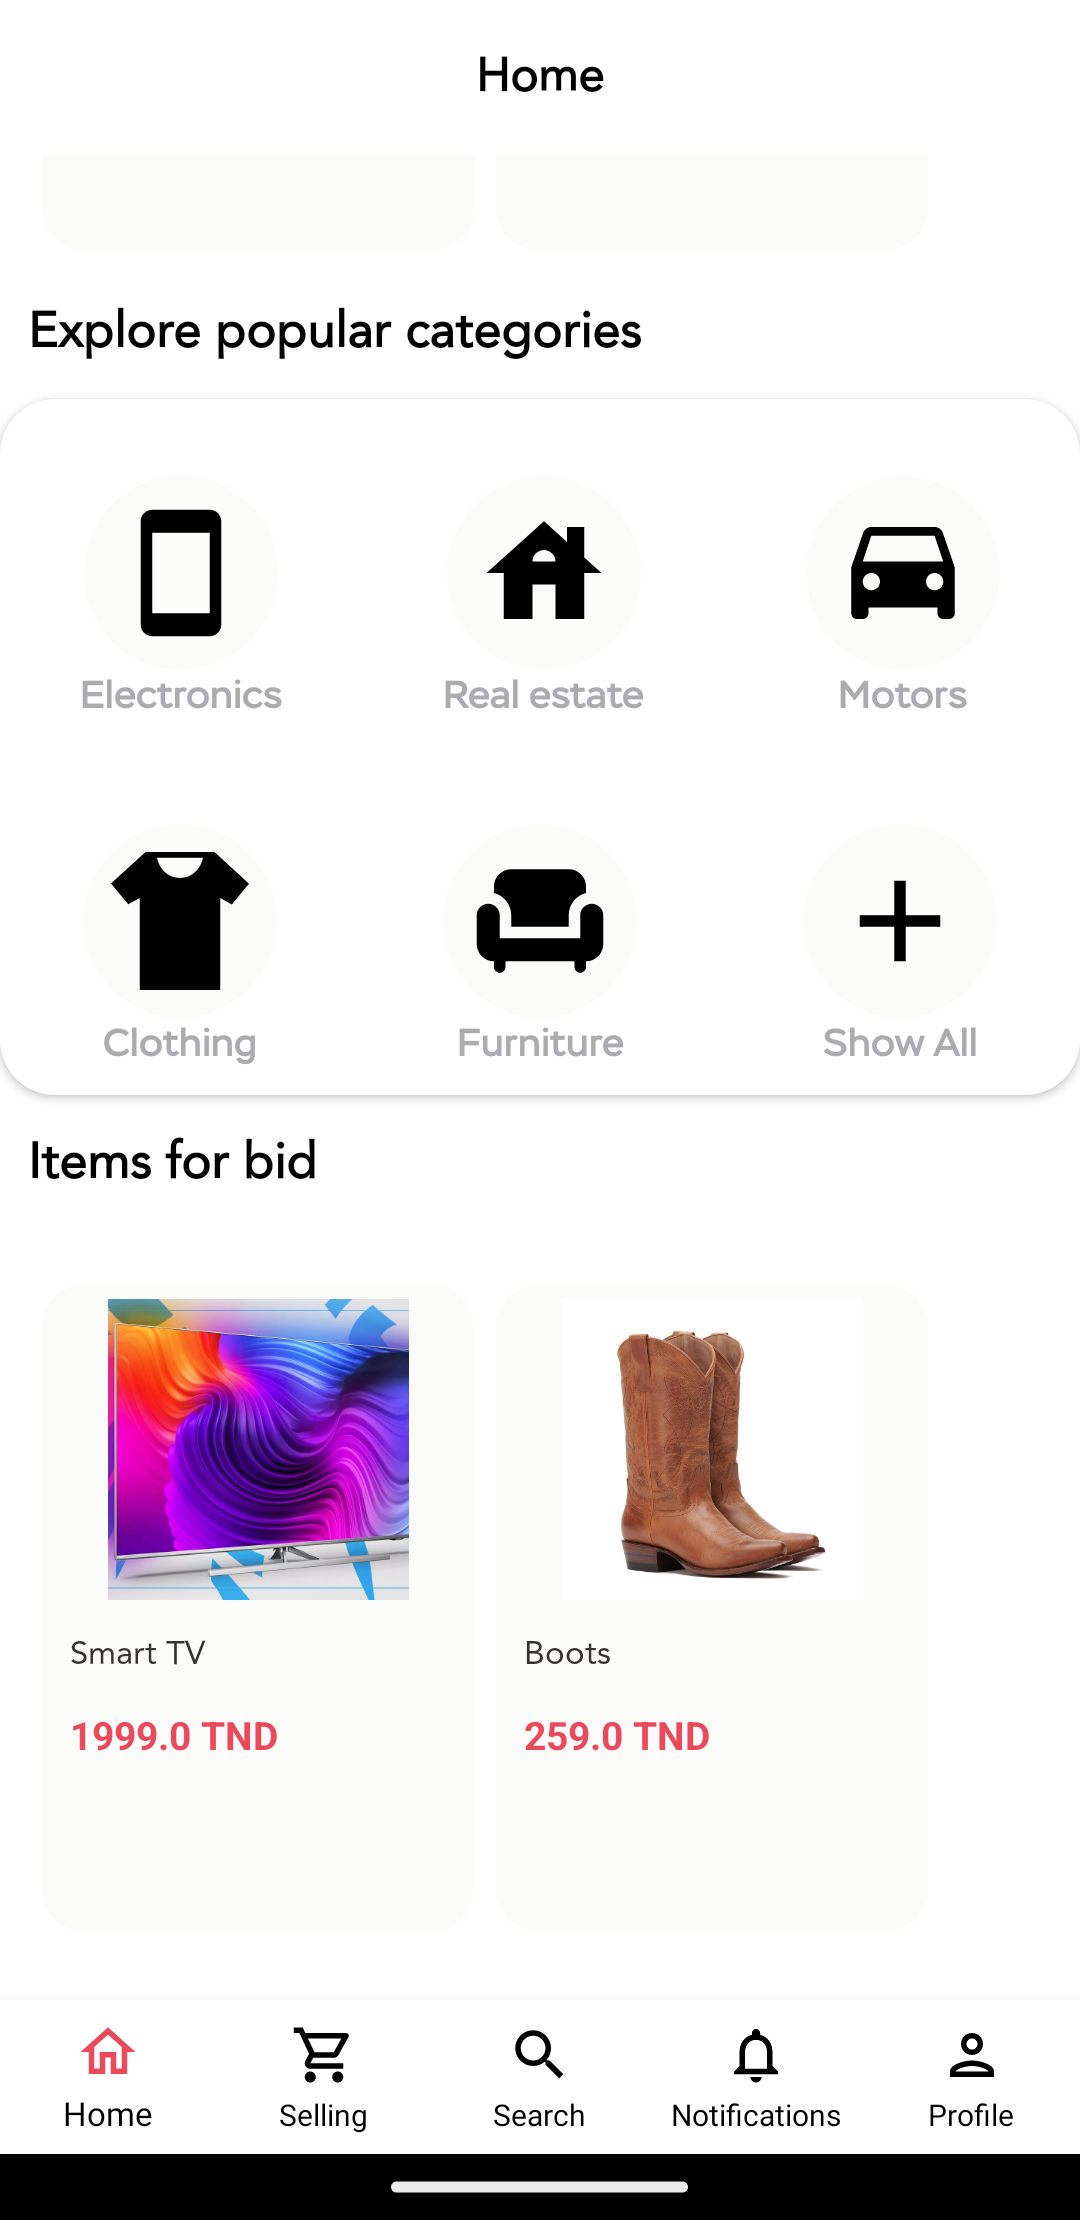 Home
Explore popular categories
Electronics
Real estate
Motors
Clothing
Furniture
Show All
Items for bid
Smart TV
Boots
1999.0 TND
259.0 TND
Home
Selling
Search
Notifications
Profile